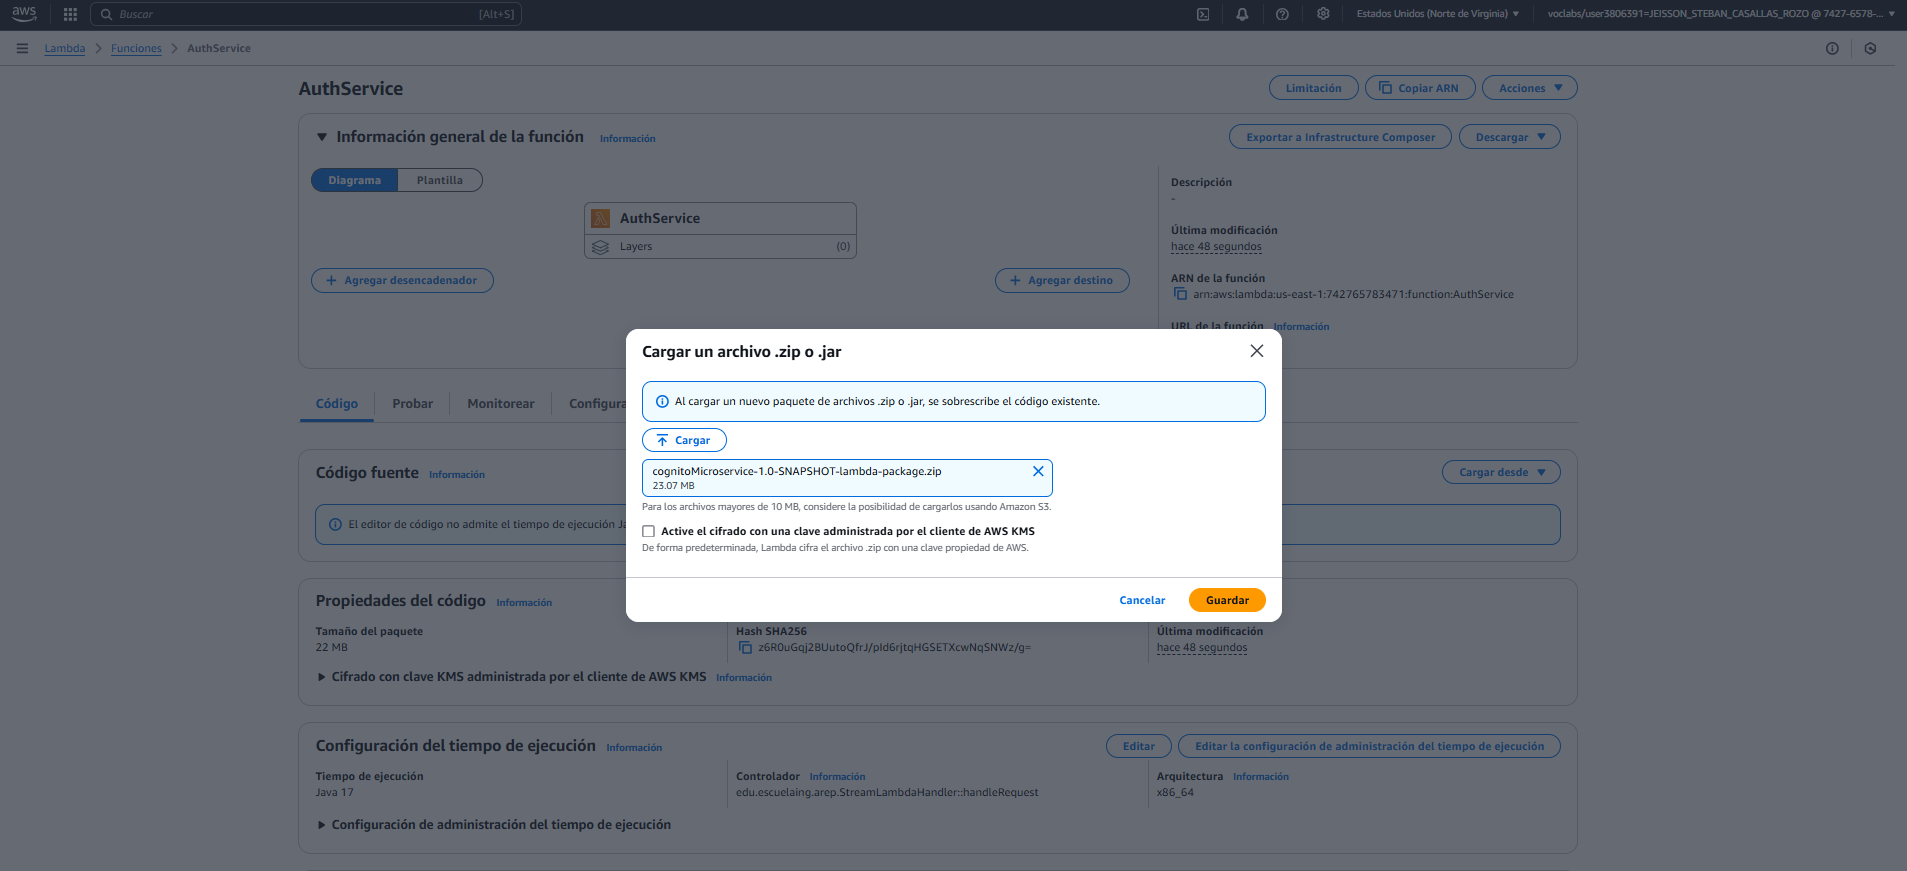 aws
Buscar [Alt+S]
Estados Unidos (Norte de Virginia)
voclabs/user3806391=JEISSON_STEBAN_CASALLAS_ROZO @ 7427-6578-...
Lambda > Funciones > AuthService
AuthService
Limitación
Copiar ARN
Acciones
Información general de la función Información
Exportar a Infrastructure Composer
Descargar
Diagrama
Plantilla
AuthService
Layers (0)
Agregar desencadenador
Agregar destino
Descripción
-
Última modificación
hace 48 segundos
ARN de la función
arn:aws:lambda:us-east-1:742765783471:function:AuthService
URL de la función Información
Cargar un archivo .zip o .jar
Al cargar un nuevo paquete de archivos .zip o .jar, se sobrescribe el código existente.
Cargar
cognitoMicroservice-1.0-SNAPSHOT-lambda-package.zip
23.07 MB
Para los archivos mayores de 10 MB, considere la posibilidad de cargarlos usando Amazon S3.
Active el cifrado con una clave administrada por el cliente de AWS KMS
De forma predeterminada, Lambda cifra el archivo .zip con una clave propiedad de AWS.
Cancelar
Guardar
Código
Probar
Monitorear
Configura
Código fuente Información
Cargar desde
El editor de código no admite el tiempo de ejecución Ja
Propiedades del código Información
Tamaño del paquete
22 MB
Hash SHA256
z6R0uGqj2BUutoQfrJ/pId6rjtqHGSETXcwNqSNWz/g=
Última modificación
hace 48 segundos
Cifrado con clave KMS administrada por el cliente de AWS KMS Información
Configuración del tiempo de ejecución Información
Editar
Editar la configuración de administración del tiempo de ejecución
Tiempo de ejecución
Java 17
Controlador Información
edu.escuelaing.arep.StreamLambdaHandler::handleRequest
Arquitectura Información
x86_64
Configuración de administración del tiempo de ejecución